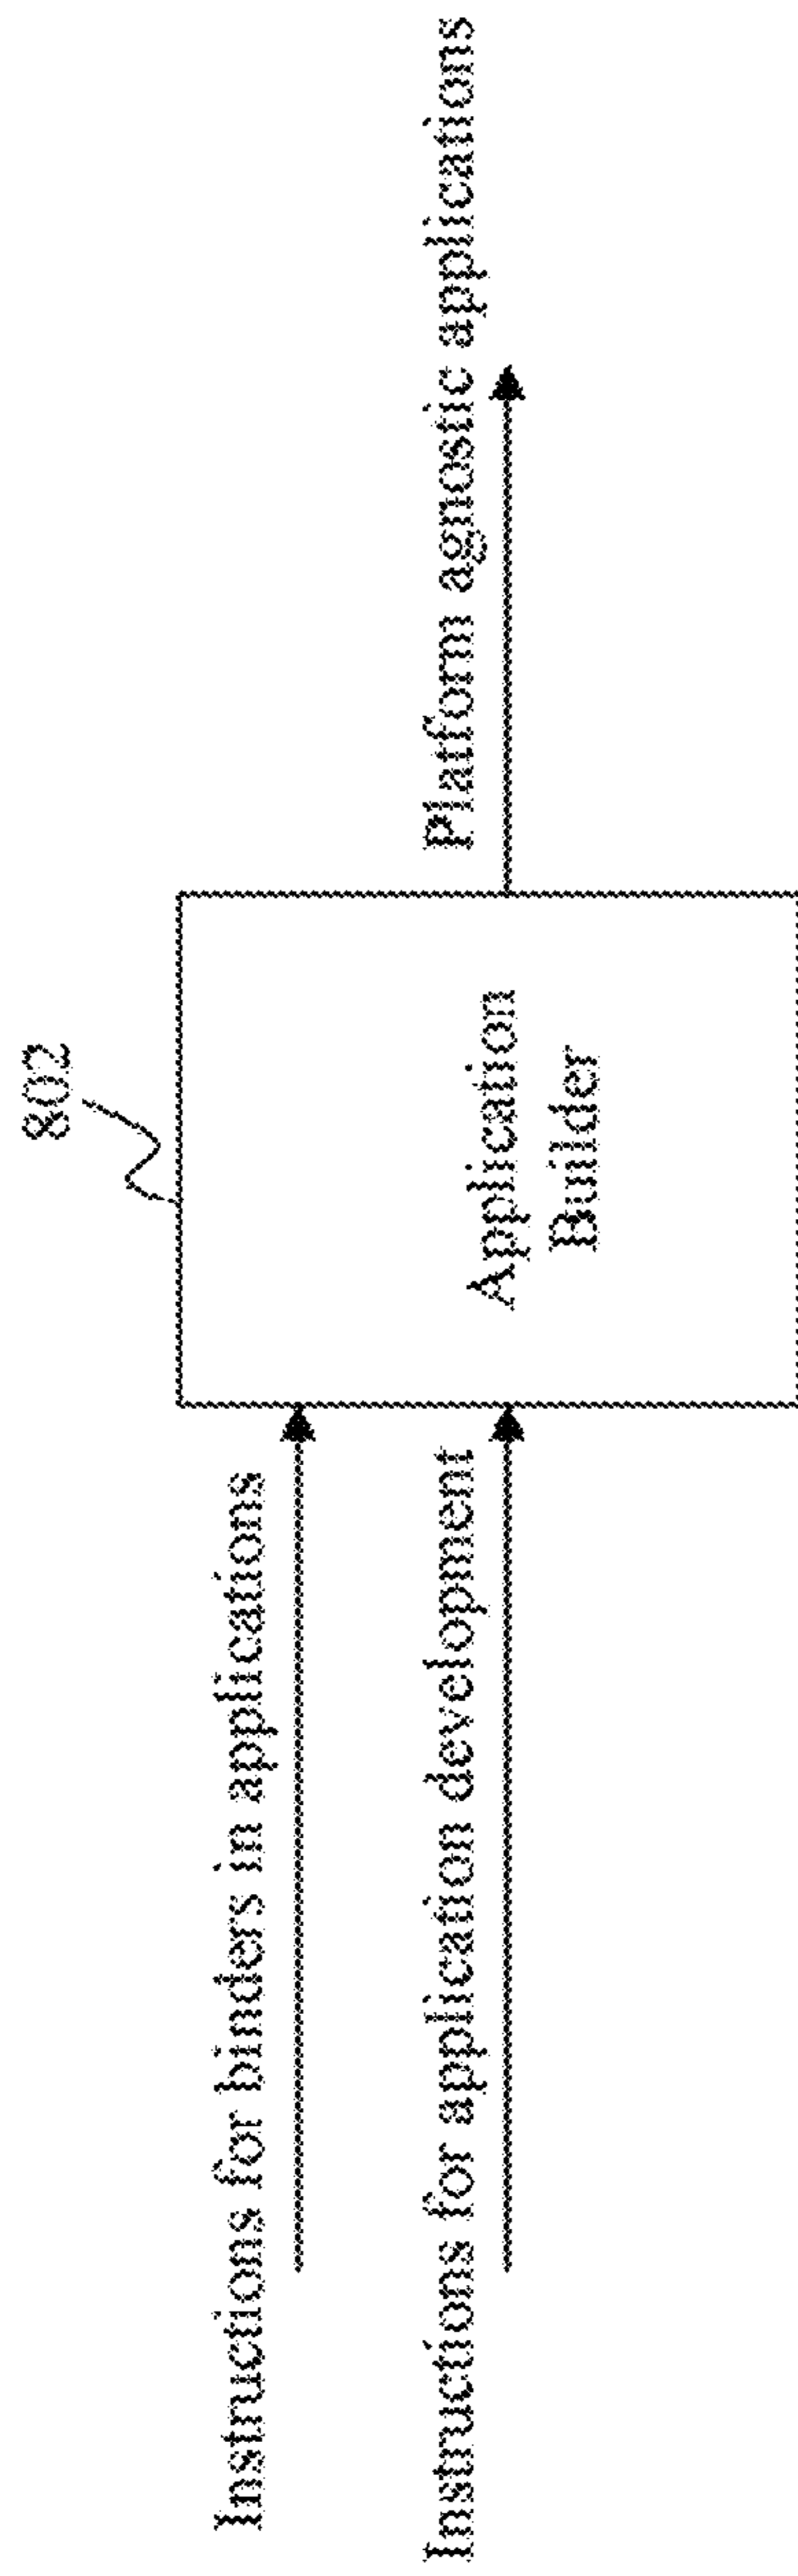 802
Instructions for binders in applications
Instructions for application development
Application
Builder
Platform agnostic applications